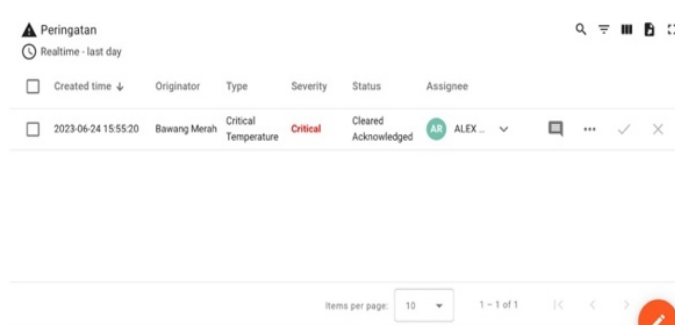 Peringatan
Realtime - last day
Created time ↓ Originator Type Severity Status Assignee
2023-06-24 15:55:20 Bawang Merah Critical Temperature Critical Cleared Acknowledged AR ALEX ...
Items per page: 10 1 – 1 of 1